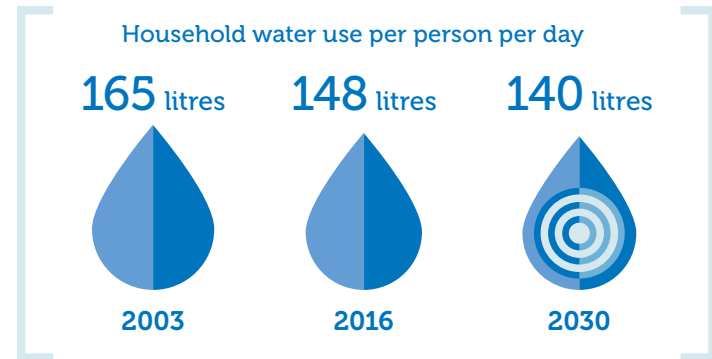 Household water use per person per day
165 litres 148 litres 140 litres
2003 2016 2030